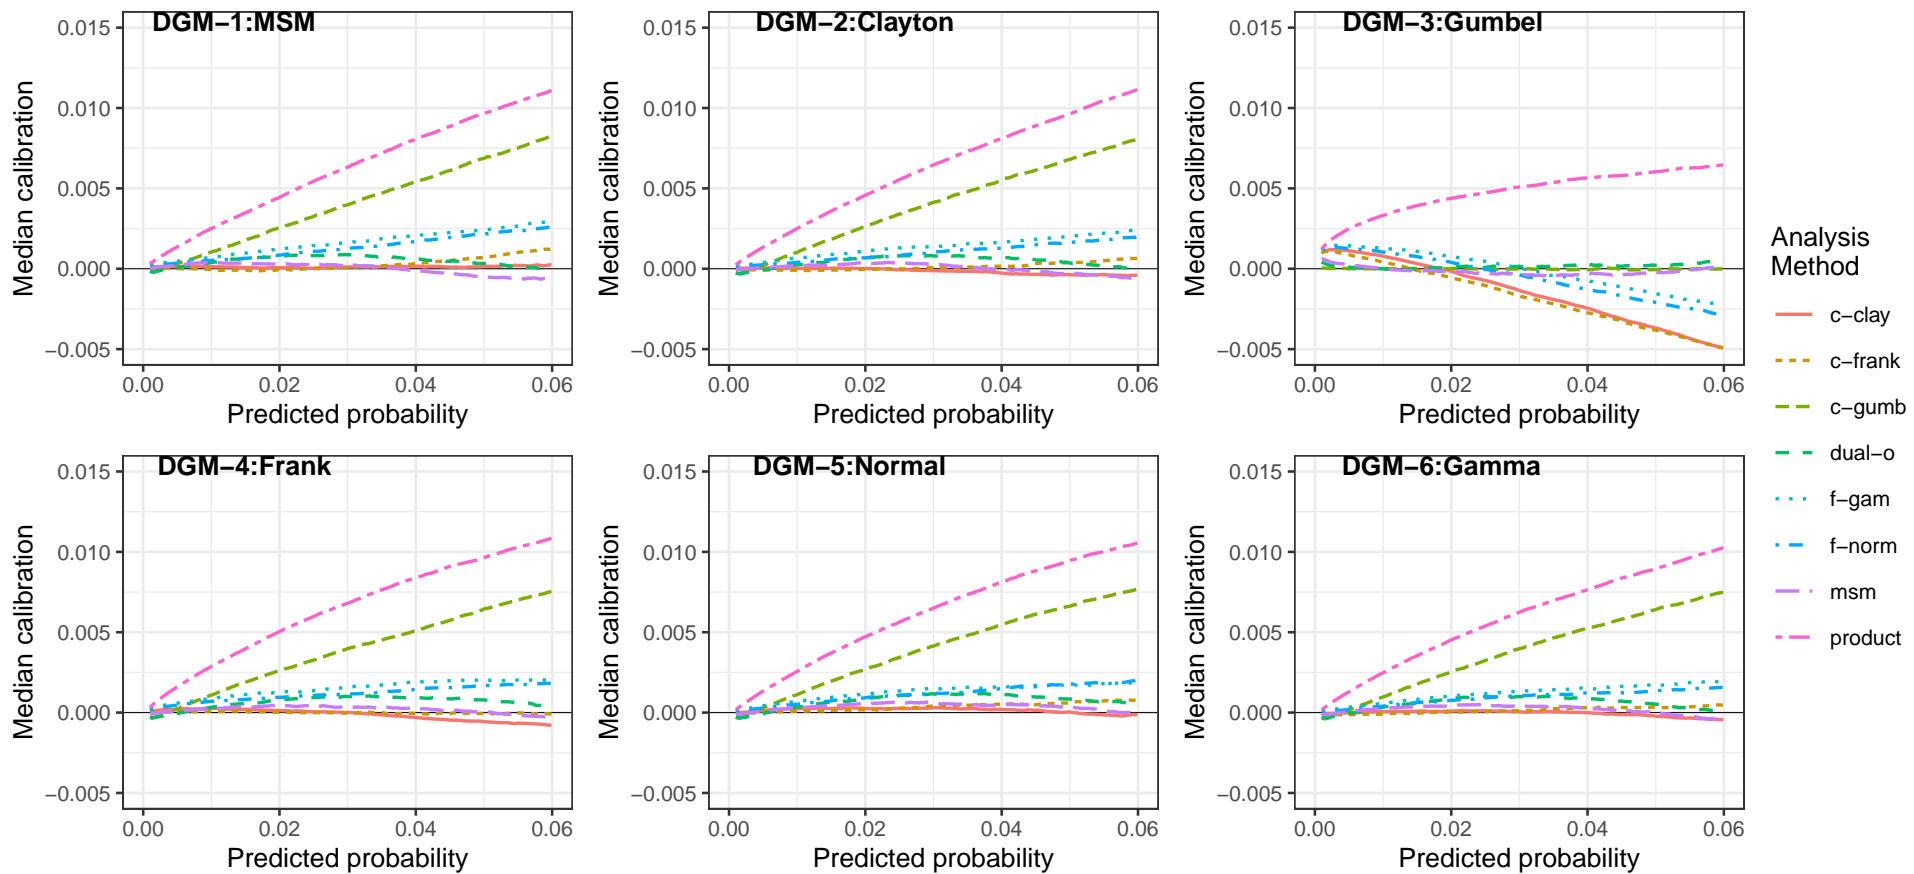 DGM−1:MSM
0.015
0.010
0.005
0.000
−0.005
Median calibration
0.00 0.02 0.04 0.06
Predicted probability
DGM−2:Clayton
0.015
0.010
0.005
0.000
−0.005
Median calibration
0.00 0.02 0.04 0.06
Predicted probability
DGM−3:Gumbel
0.015
0.010
0.005
0.000
−0.005
Median calibration
0.00 0.02 0.04 0.06
Predicted probability
DGM−4:Frank
0.015
0.010
0.005
0.000
−0.005
Median calibration
0.00 0.02 0.04 0.06
Predicted probability
DGM−5:Normal
0.015
0.010
0.005
0.000
−0.005
Median calibration
0.00 0.02 0.04 0.06
Predicted probability
DGM−6:Gamma
0.015
0.010
0.005
0.000
−0.005
Median calibration
0.00 0.02 0.04 0.06
Predicted probability
Analysis
Method
c−clay
c−frank
c−gumb
dual−o
f−gam
f−norm
msm
product